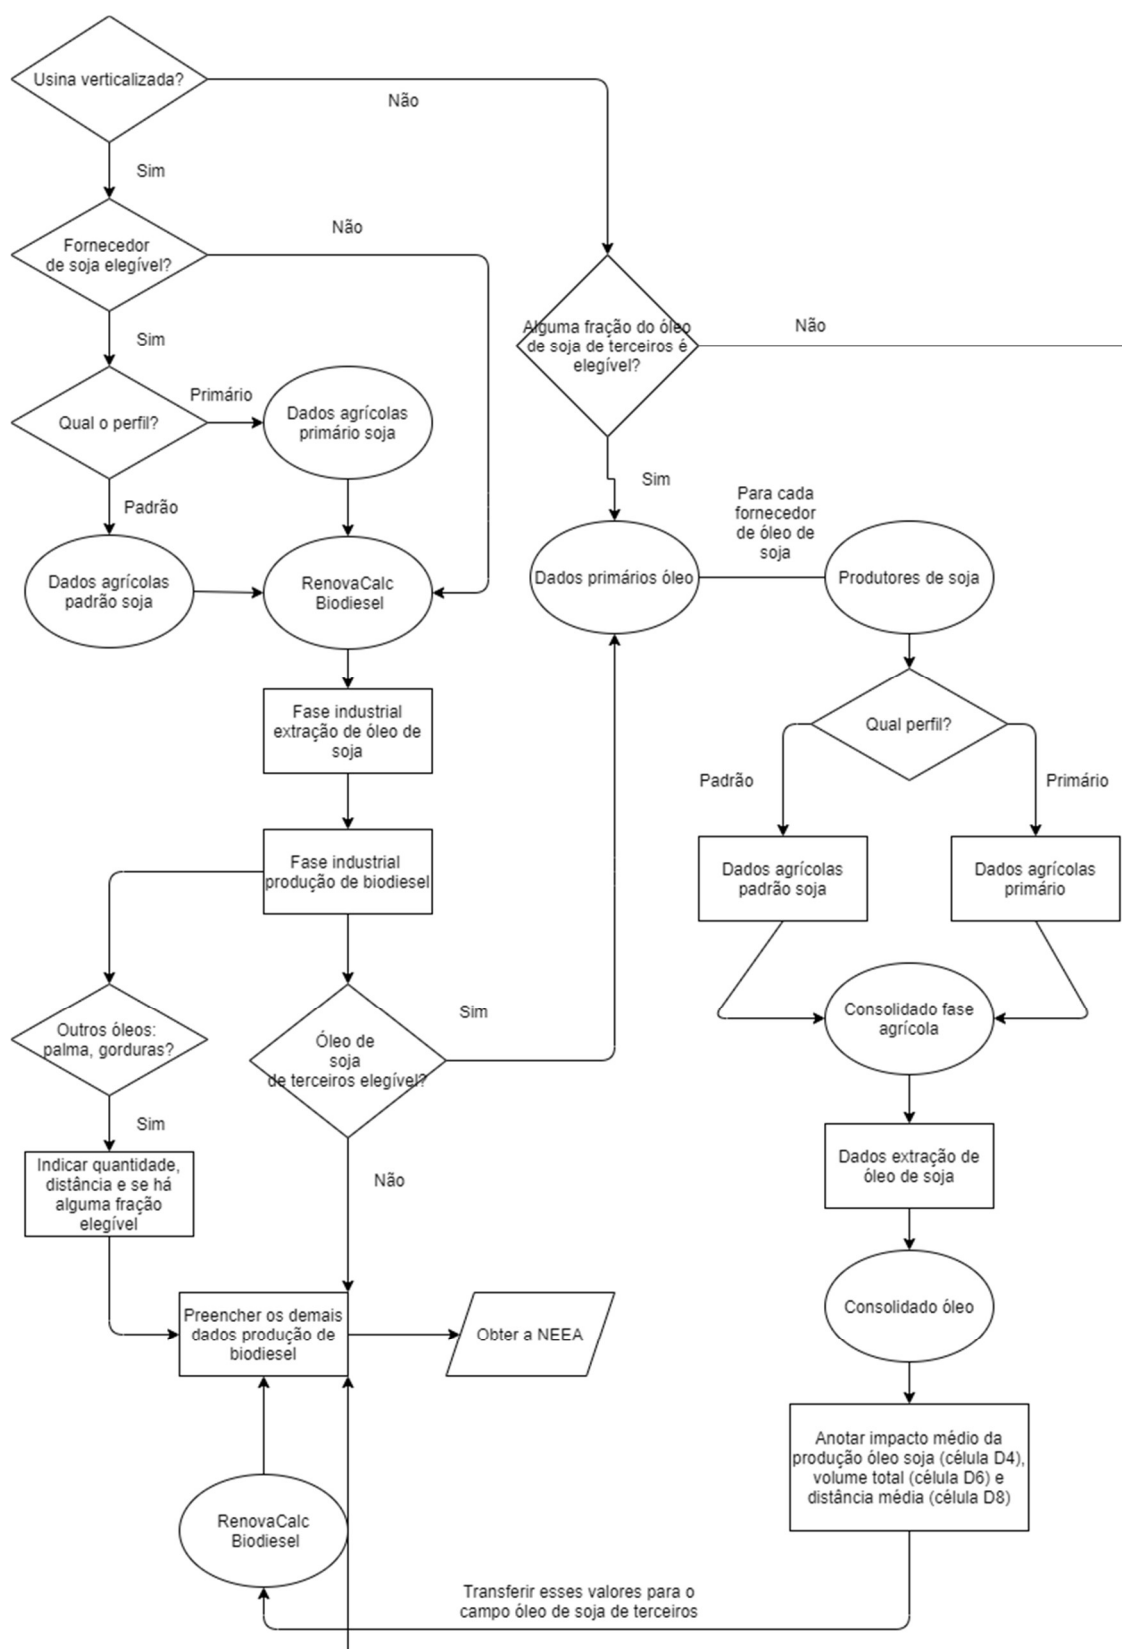 Usina verticalizada?
Não
Sim
Fornecedor
de soja elegível?
Não
Sim
Alguma fração do óleo
de soja de terceiros é
elegível?
Não
Qual o perfil?
Primário
Dados agrícolas
primário soja
Padrão
Sim
Para cada
fornecedor
de óleo de
soja
Dados agrícolas
padrão soja
RenovaCalc
Biodiesel
Dados primários óleo
Produtores de soja
Fase industrial
extração de óleo de
soja
Qual perfil?
Padrão
Primário
Fase industrial
produção de biodiesel
Dados agrícolas
padrão soja
Dados agrícolas
primário
Outros óleos:
palma, gorduras?
Óleo de
soja
de terceiros elegível?
Sim
Consolidado fase
agrícola
Sim
Indicar quantidade,
distância e se há
alguma fração
elegível
Não
Dados extração de
óleo de soja
Preencher os demais
dados produção de
biodiesel
Obter a NEEA
Consolidado óleo
Anotar impacto médio da
produção óleo soja (célula D4),
volume total (célula D6) e
distância média (célula D8)
RenovaCalc
Biodiesel
Transferir esses valores para o
campo óleo de soja de terceiros